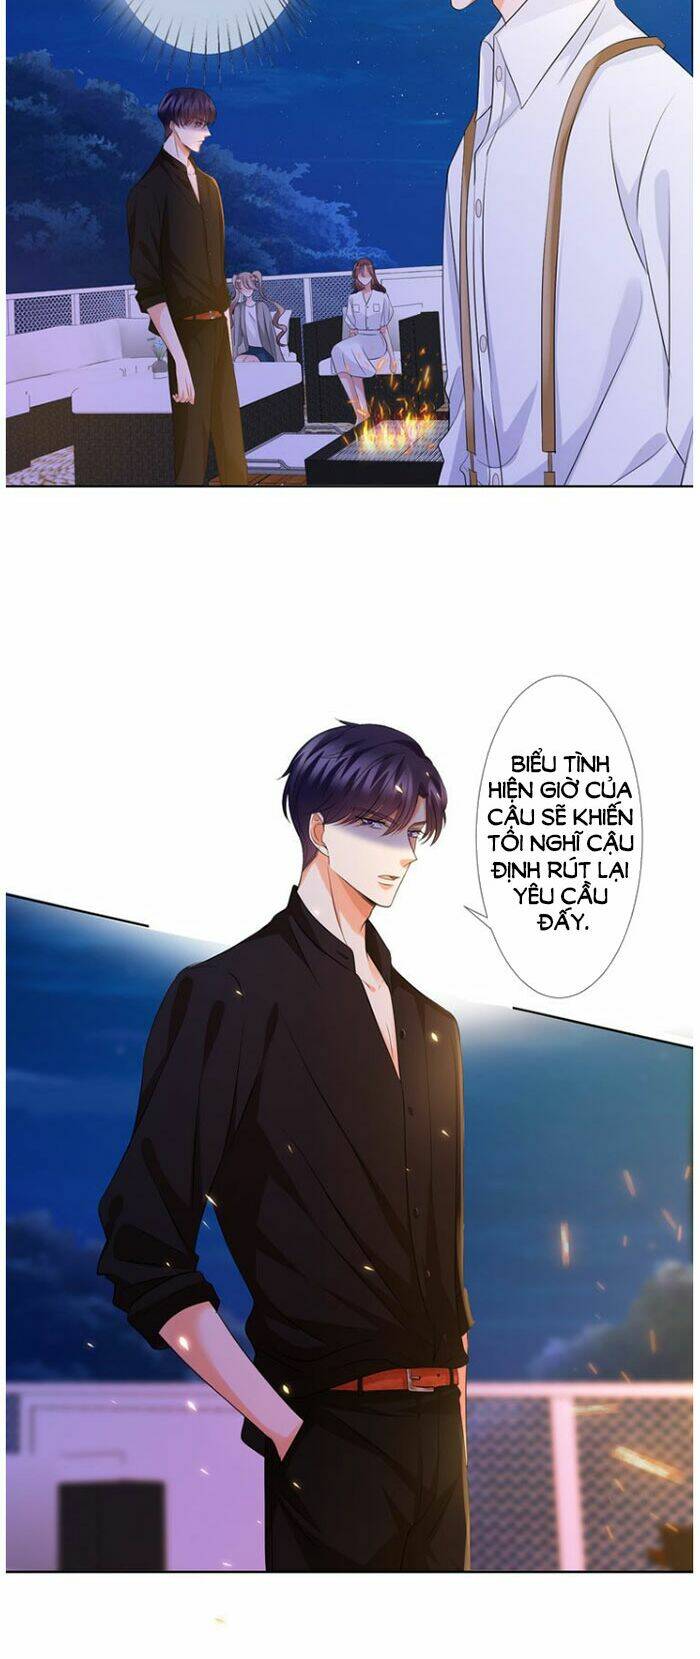 BIỂU TÌNH
HIỆN GIỜ CỦA
CẬU SẼ KHIẾN
TÔI NGHĨ CẬU
ĐỊNH RÚT LẠI
YÊU CẦU
ĐẤY.